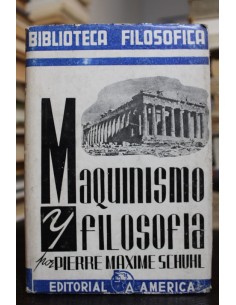 BIBLIOTECA FILOSOFICA
Maquinismo
y filosofia
por PIERRE MAXIME SCHUHL
EDITORIAL AMERICA